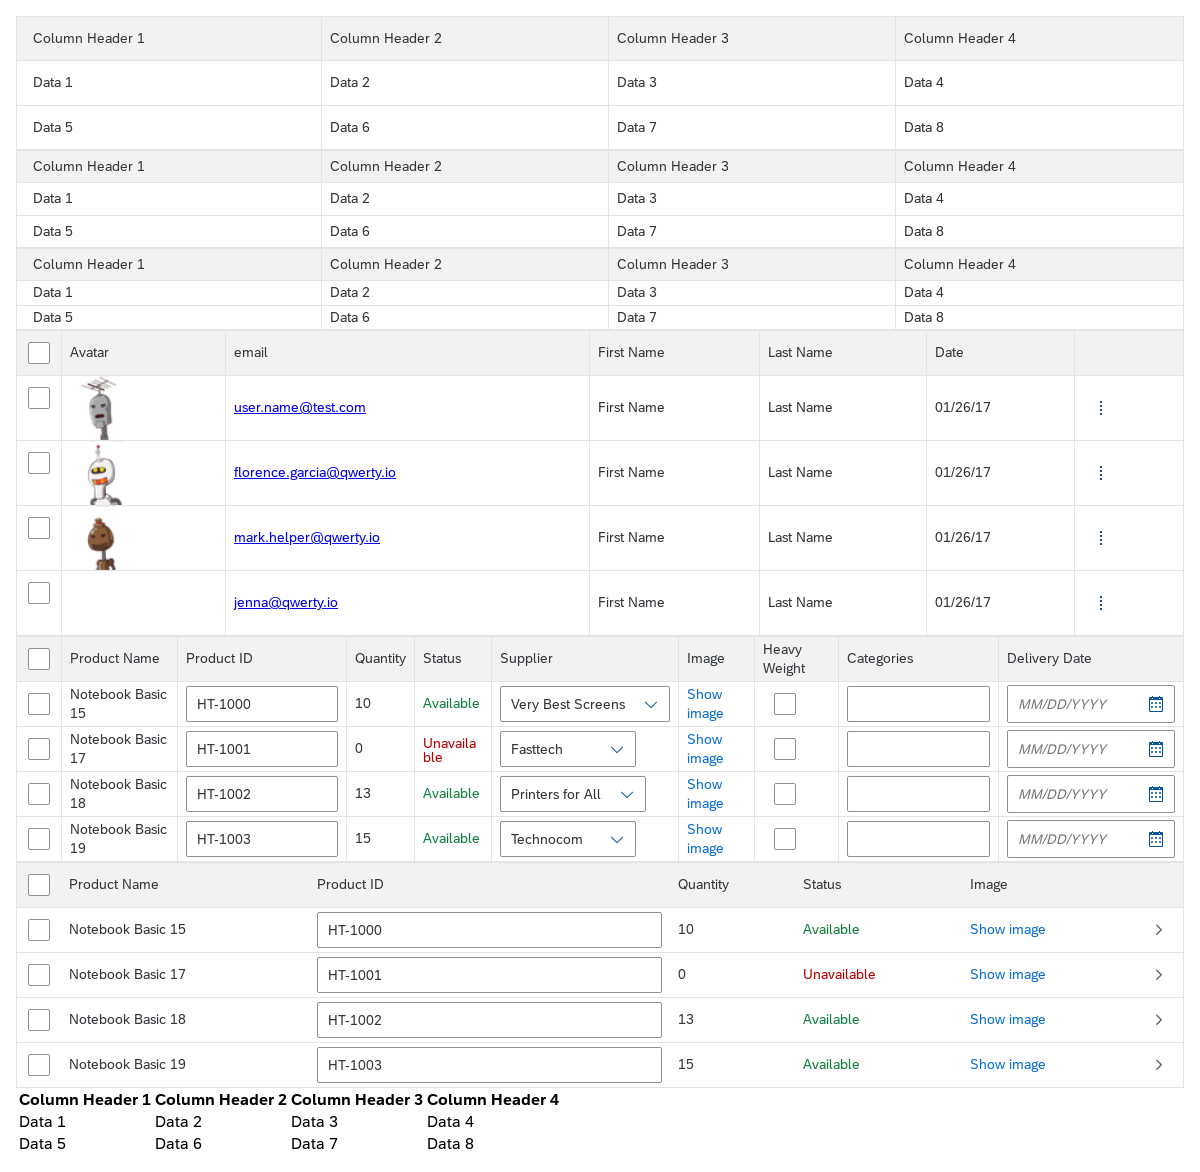 Column Header 1 Column Header 2 Column Header 3 Column Header 4
Data 1 Data 2 Data 3 Data 4
Data 5 Data 6 Data 7 Data 8
Column Header 1 Column Header 2 Column Header 3 Column Header 4
Data 1 Data 2 Data 3 Data 4
Data 5 Data 6 Data 7 Data 8
Column Header 1 Column Header 2 Column Header 3 Column Header 4
Data 1 Data 2 Data 3 Data 4
Data 5 Data 6 Data 7 Data 8
Avatar email First Name Last Name Date
user.name@test.com First Name Last Name 01/26/17
florence.garcia@qwerty.io First Name Last Name 01/26/17
mark.helper@qwerty.io First Name Last Name 01/26/17
jenna@qwerty.io First Name Last Name 01/26/17
Product Name Product ID Quantity Status Supplier Image Heavy
Weight Categories Delivery Date
Notebook Basic
15 HT-1000 10 Available Very Best Screens Show
image MM/DD/YYYY
Notebook Basic
17 HT-1001 0 Unavaila
ble Fasttech Show
image MM/DD/YYYY
Notebook Basic
18 HT-1002 13 Available Printers for All Show
image MM/DD/YYYY
Notebook Basic
19 HT-1003 15 Available Technocom Show
image MM/DD/YYYY
Product Name Product ID Quantity Status Image
Notebook Basic 15 HT-1000 10 Available Show image
Notebook Basic 17 HT-1001 0 Unavailable Show image
Notebook Basic 18 HT-1002 13 Available Show image
Notebook Basic 19 HT-1003 15 Available Show image
Column Header 1 Column Header 2 Column Header 3 Column Header 4
Data 1 Data 2 Data 3 Data 4
Data 5 Data 6 Data 7 Data 8